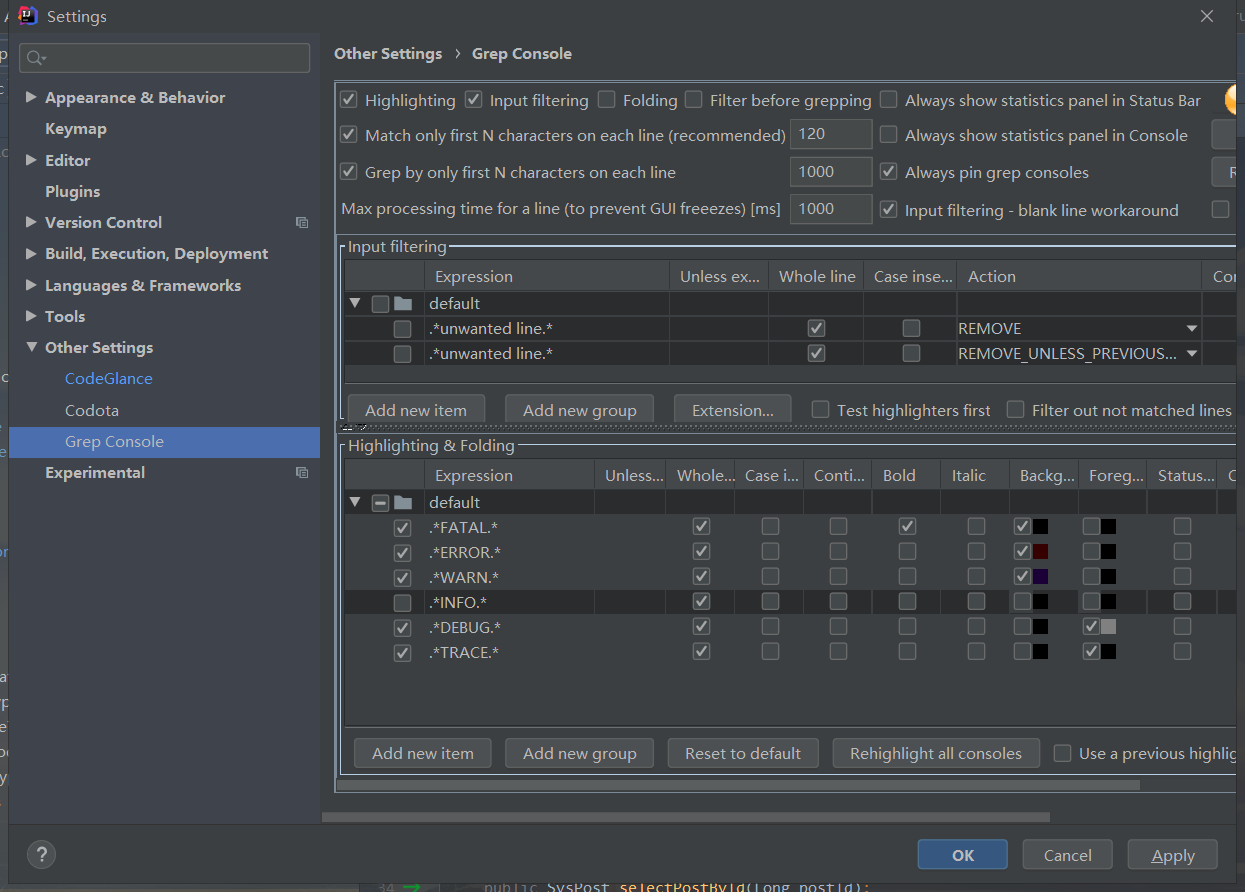 Settings
Other Settings › Grep Console
Appearance & Behavior
Keymap
Editor
Plugins
Version Control
Build, Execution, Deployment
Languages & Frameworks
Tools
Other Settings
CodeGlance
Codota
Grep Console
Experimental
Highlighting Input filtering Folding Filter before grepping Always show statistics panel in Status Bar
Match only first N characters on each line (recommended) 120 Always show statistics panel in Console
Grep by only first N characters on each line 1000 Always pin grep consoles
Max processing time for a line (to prevent GUI freeezes) [ms] 1000 Input filtering - blank line workaround
Input filtering
Expression Unless ex... Whole line Case inse... Action
default
.*unwanted line.* REMOVE
.*unwanted line.* REMOVE_UNLESS_PREVIOUS...
Add new item Add new group Extension... Test highlighters first Filter out not matched lines
Highlighting & Folding
Expression Unless... Whole... Case i... Conti... Bold Italic Backg... Foreg... Status...
default
.*FATAL.*
.*ERROR.*
.*WARN.*
.*INFO.*
.*DEBUG.*
.*TRACE.*
Add new item Add new group Reset to default Rehighlight all consoles Use a previous highlig
? OK Cancel Apply
34 public SysPost selectPostById(Long postId);